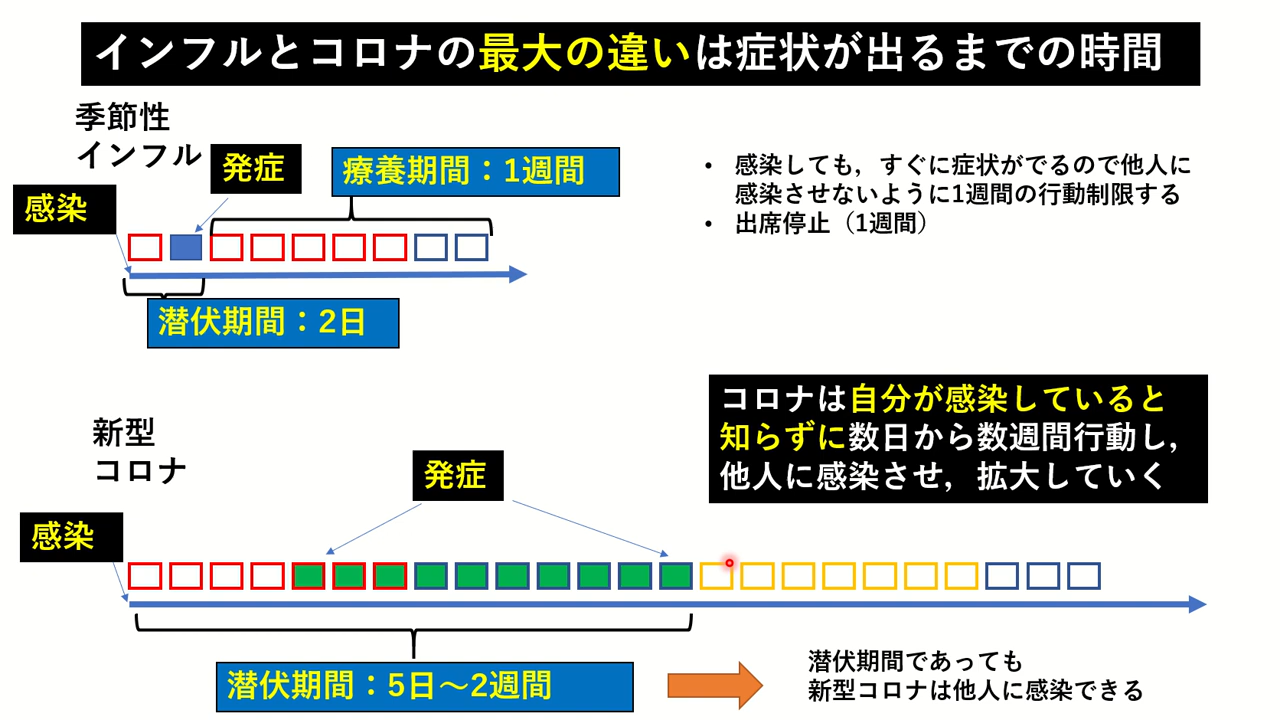 インフルとコロナの最大の違いは症状が出るまでの時間
季節性
インフル
発症
療養期間：1週間
感染
潜伏期間：2日
• 感染しても，すぐに症状がでるので他人に
感染させないように1週間の行動制限する
• 出席停止（1週間）
コロナは自分が感染していると
知らずに数日から数週間行動し，
他人に感染させ，拡大していく
新型
コロナ
発症
感染
潜伏期間：5日～2週間
潜伏期間であっても
新型コロナは他人に感染できる